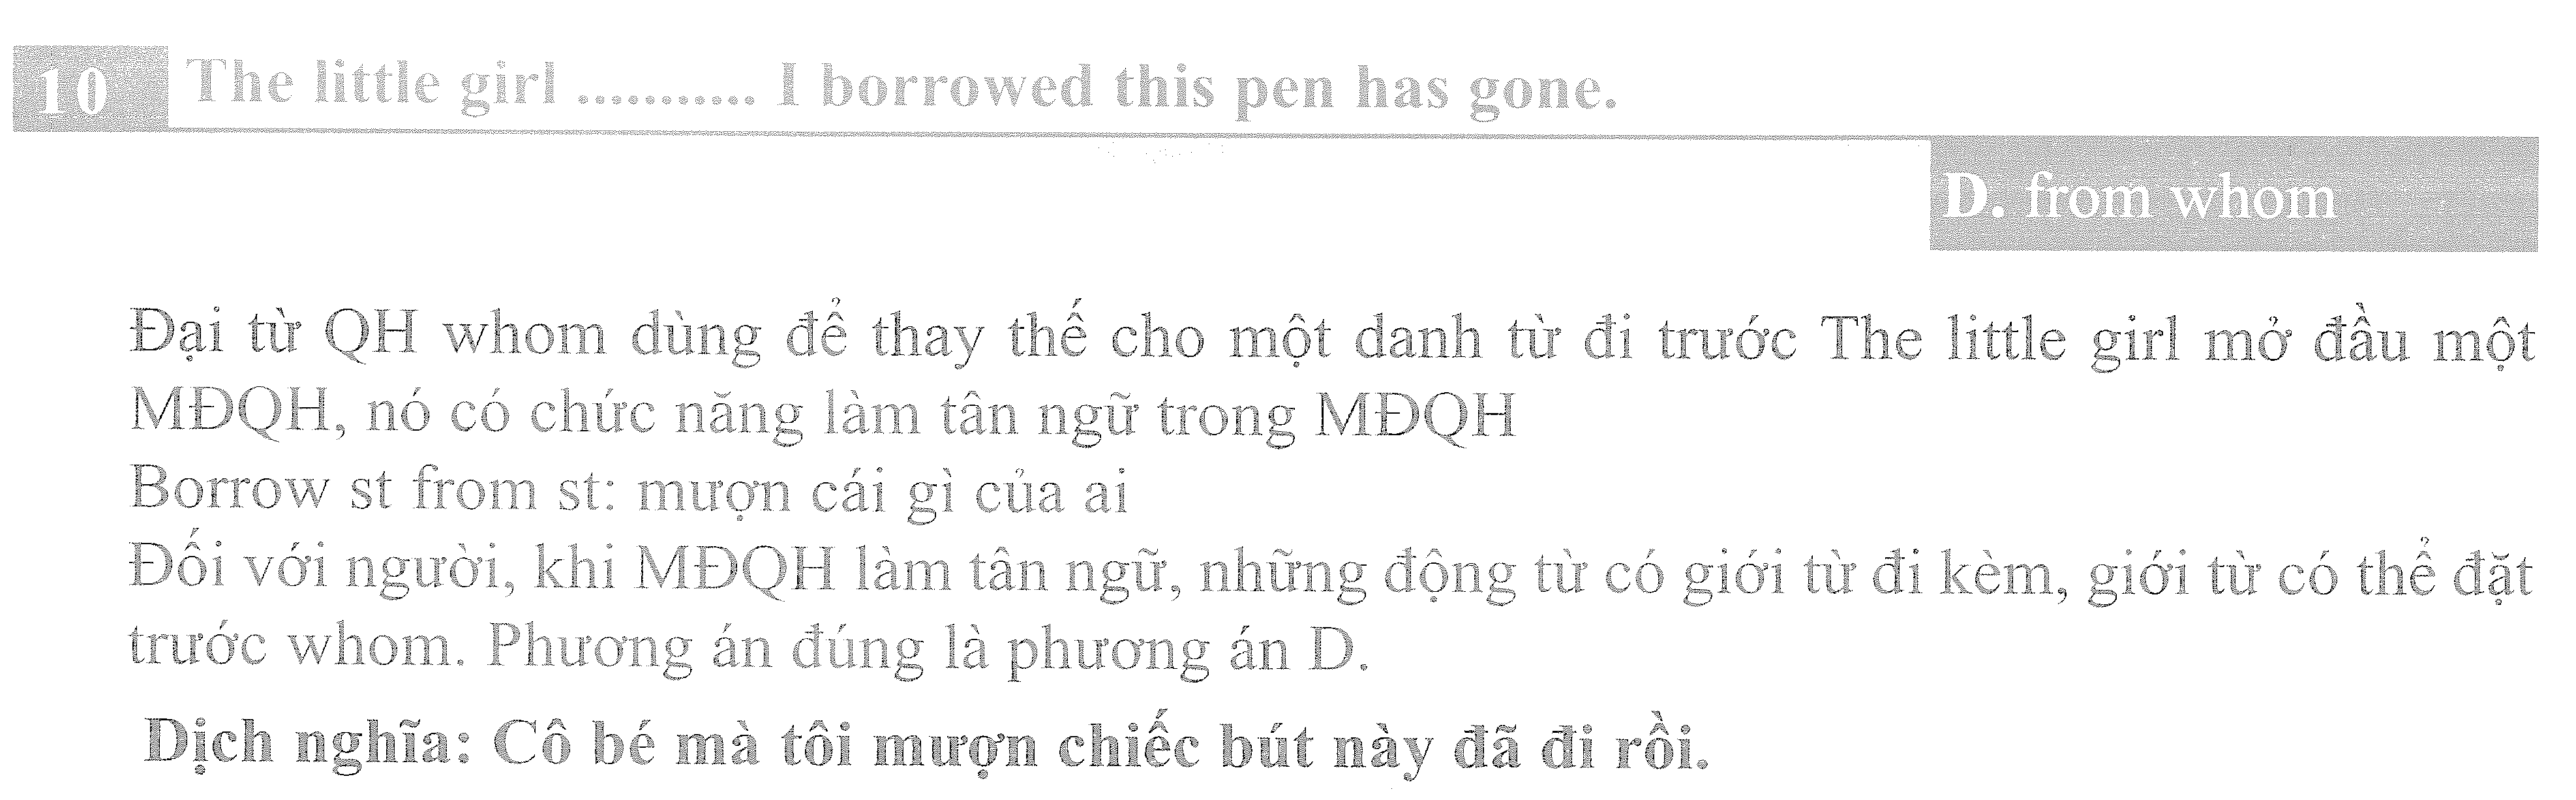 10 The little girl ........... I borrowed this pen has gone.
D. from whom
Đại từ QH whom dùng để thay thế cho một danh từ đi trước The little girl mở đầu một
MĐQH, nó có chức năng làm tân ngữ trong MĐQH
Borrow st from st: mượn cái gì của ai
Đối với người, khi MĐQH làm tân ngữ, những động từ có giới từ đi kèm, giới từ có thể đặt
trước whom. Phương án đúng là phương án D.
Dịch nghĩa: Cô bé mà tôi mượn chiếc bút này đã đi rồi.